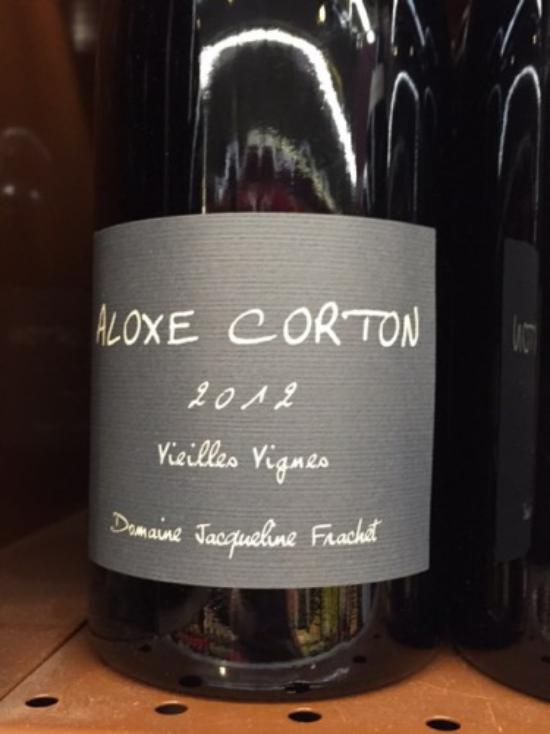 ALOXE CORTON
2012
Vieilles Vignes
Domaine Jacqueline Frachet